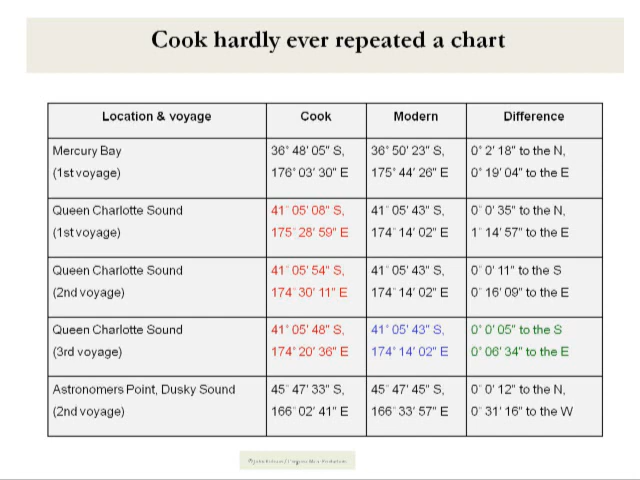 Cook hardly ever repeated a chart
Location & voyage Cook Modern Difference
Mercury Bay 36° 48' 05" S, 36° 50' 23" S, 0° 2' 18" to the N,
(1st voyage) 176° 03' 30" E 175° 44' 26" E 0° 19' 04" to the E
Queen Charlotte Sound 41° 05' 08" S, 41° 05' 43" S, 0° 0' 35" to the N,
(1st voyage) 175° 28' 59" E 174° 14' 02" E 1° 14' 57" to the E
Queen Charlotte Sound 41° 05' 54" S, 41° 05' 43" S, 0° 0' 11" to the S
(2nd voyage) 174° 30' 11" E 174° 14' 02" E 0° 16' 09" to the E
Queen Charlotte Sound 41° 05' 48" S, 41° 05' 43" S, 0° 0' 05" to the S
(3rd voyage) 174° 20' 36" E 174° 14' 02" E 0° 06' 34" to the E
Astronomers Point, Dusky Sound 45° 47' 33" S, 45° 47' 45" S, 0° 0' 12" to the N,
(2nd voyage) 166° 02' 41" E 166° 33' 57" E 0° 31' 16" to the W